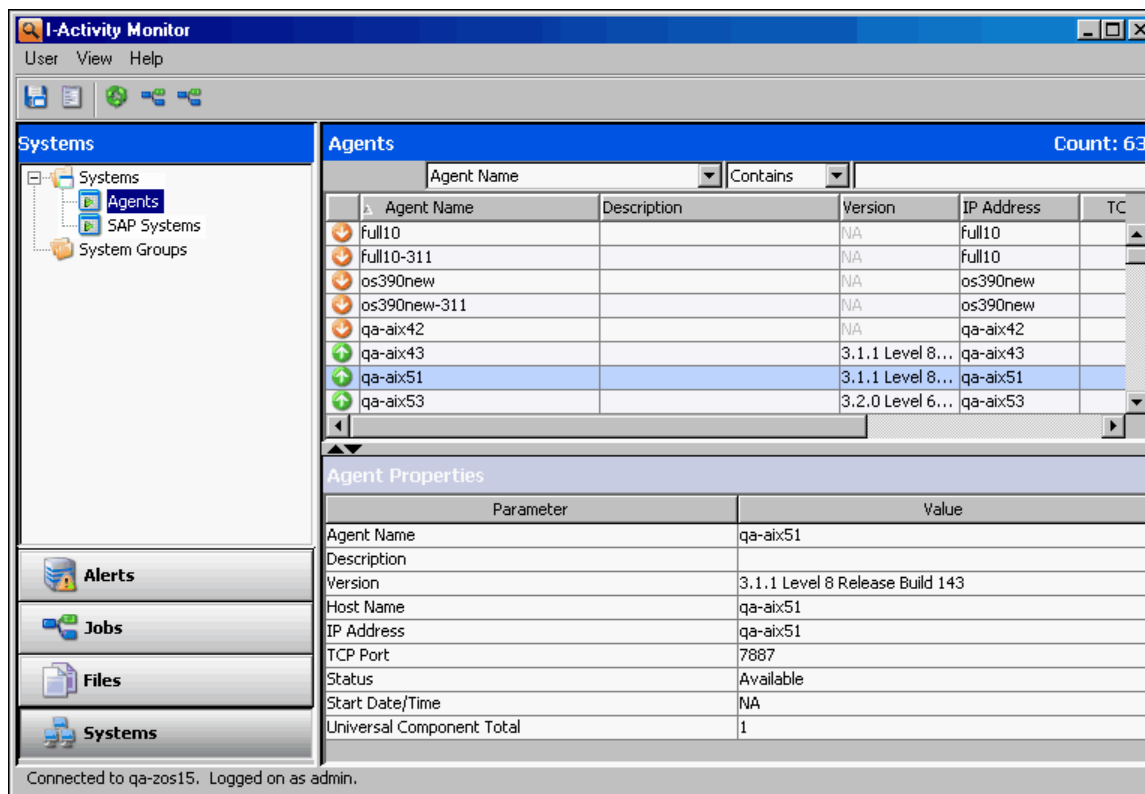 I-Activity Monitor
User View Help
Systems
Systems
Agents
SAP Systems
System Groups
Alerts
Jobs
Files
Systems
Agents Count: 63
Agent Name Contains
Agent Name Description Version IP Address TC
full10 NA full10
full10-311 NA full10
os390new NA os390new
os390new-311 NA os390new
qa-aix42 NA qa-aix42
qa-aix43 3.1.1 Level 8... qa-aix43
qa-aix51 3.1.1 Level 8... qa-aix51
qa-aix53 3.2.0 Level 6... qa-aix53
Agent Properties
Parameter Value
Agent Name qa-aix51
Description
Version 3.1.1 Level 8 Release Build 143
Host Name qa-aix51
IP Address qa-aix51
TCP Port 7887
Status Available
Start Date/Time NA
Universal Component Total 1
Connected to qa-zos15. Logged on as admin.